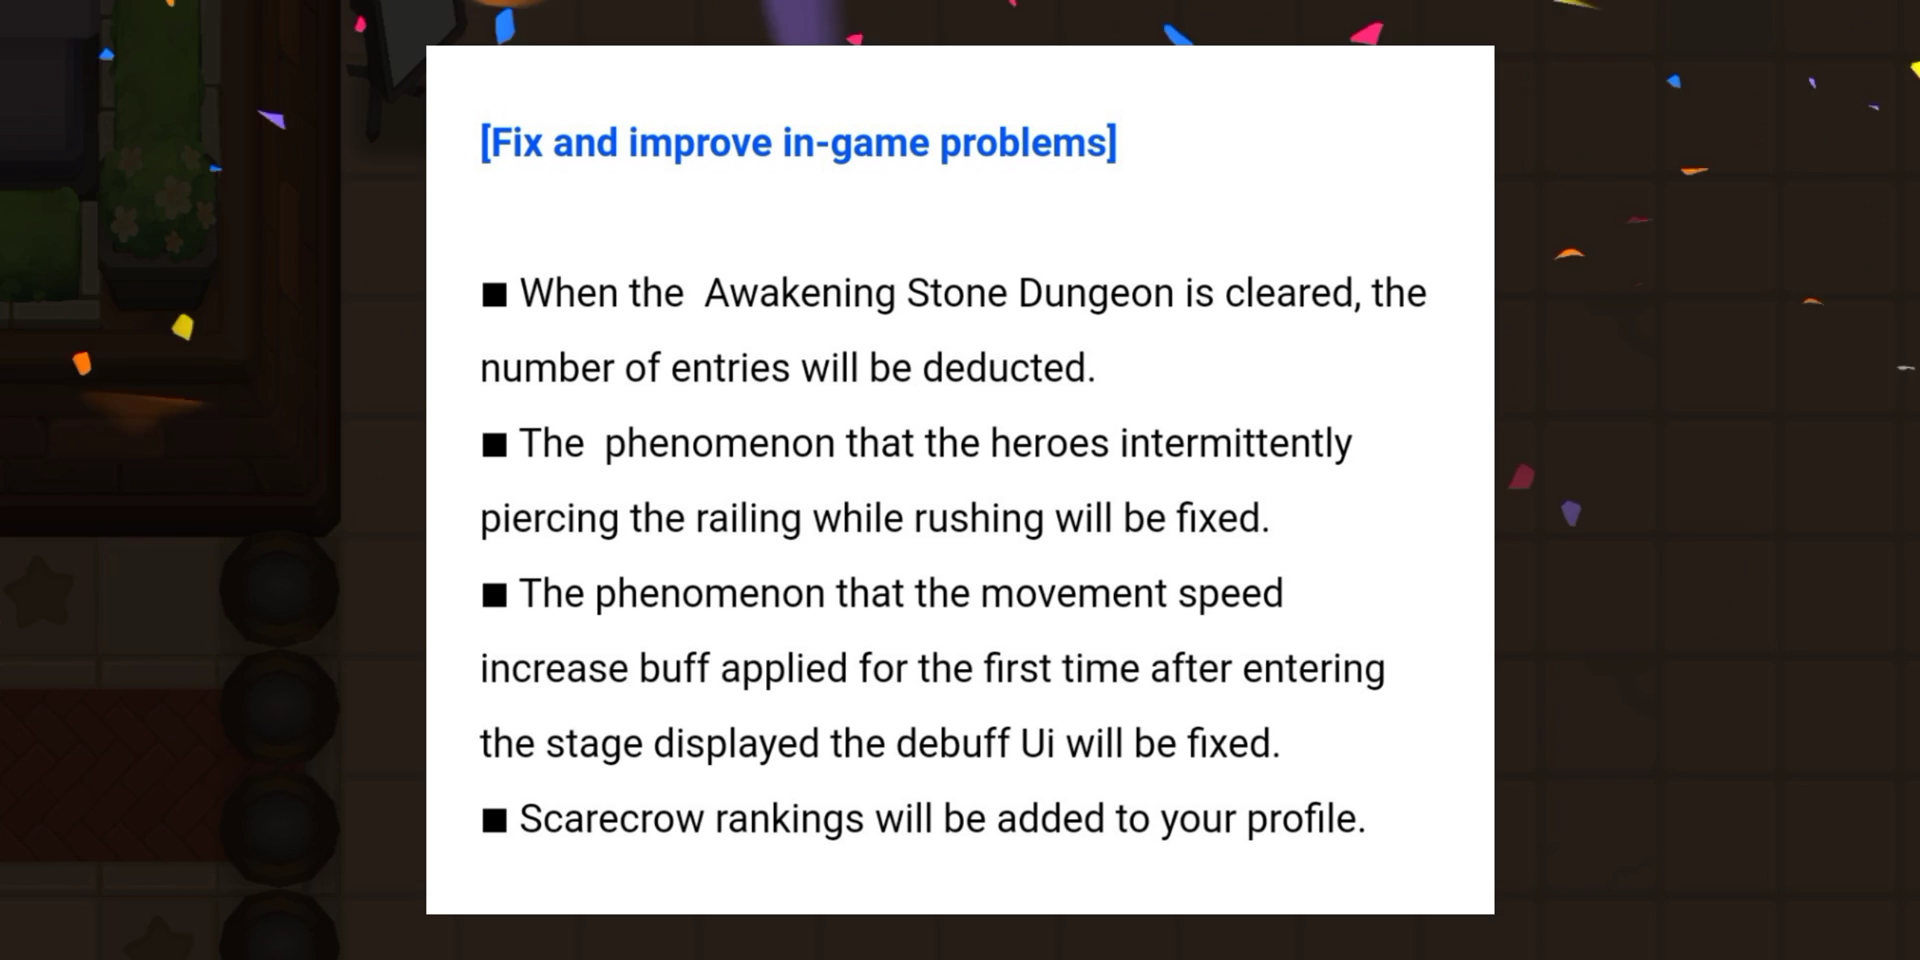 [Fix and improve in-game problems]
■ When the  Awakening Stone Dungeon is cleared, the
number of entries will be deducted.
■ The  phenomenon that the heroes intermittently
piercing the railing while rushing will be fixed.
■ The phenomenon that the movement speed
increase buff applied for the first time after entering
the stage displayed the debuff Ui will be fixed.
■ Scarecrow rankings will be added to your profile.